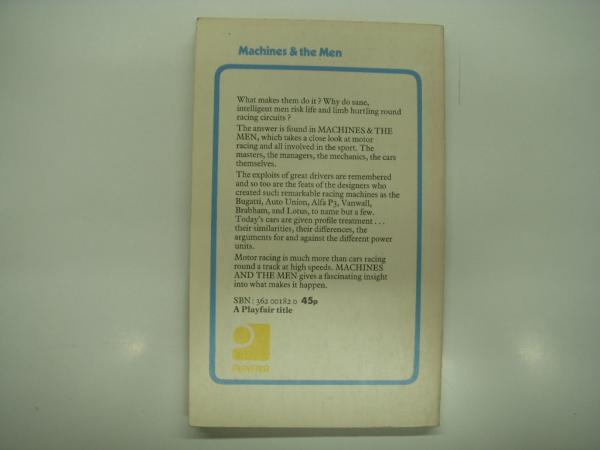 Machines & the Men
What makes them do it? Why do sane,
intelligent men risk life and limb hurtling round
racing circuits?
The answer is found in MACHINES & THE
MEN, which takes a close look at motor
racing and all involved in the sport. The
masters, the managers, the mechanics, the cars
themselves.
The exploits of great drivers are remembered
and so too are the feats of the designers who
created such remarkable racing machines as the
Bugatti, Auto Union, Alfa P3, Vanwall,
Brabham, and Lotus, to name but a few.
Today's cars are given profile treatment . . .
their similarities, their differences, the
arguments for and against the different power
units.
Motor racing is much more than cars racing
round a track at high speeds. MACHINES
AND THE MEN gives a fascinating insight
into what makes it happen.
SBN: 362 00182 0 45p
A Playfair title
PLAYFAIR